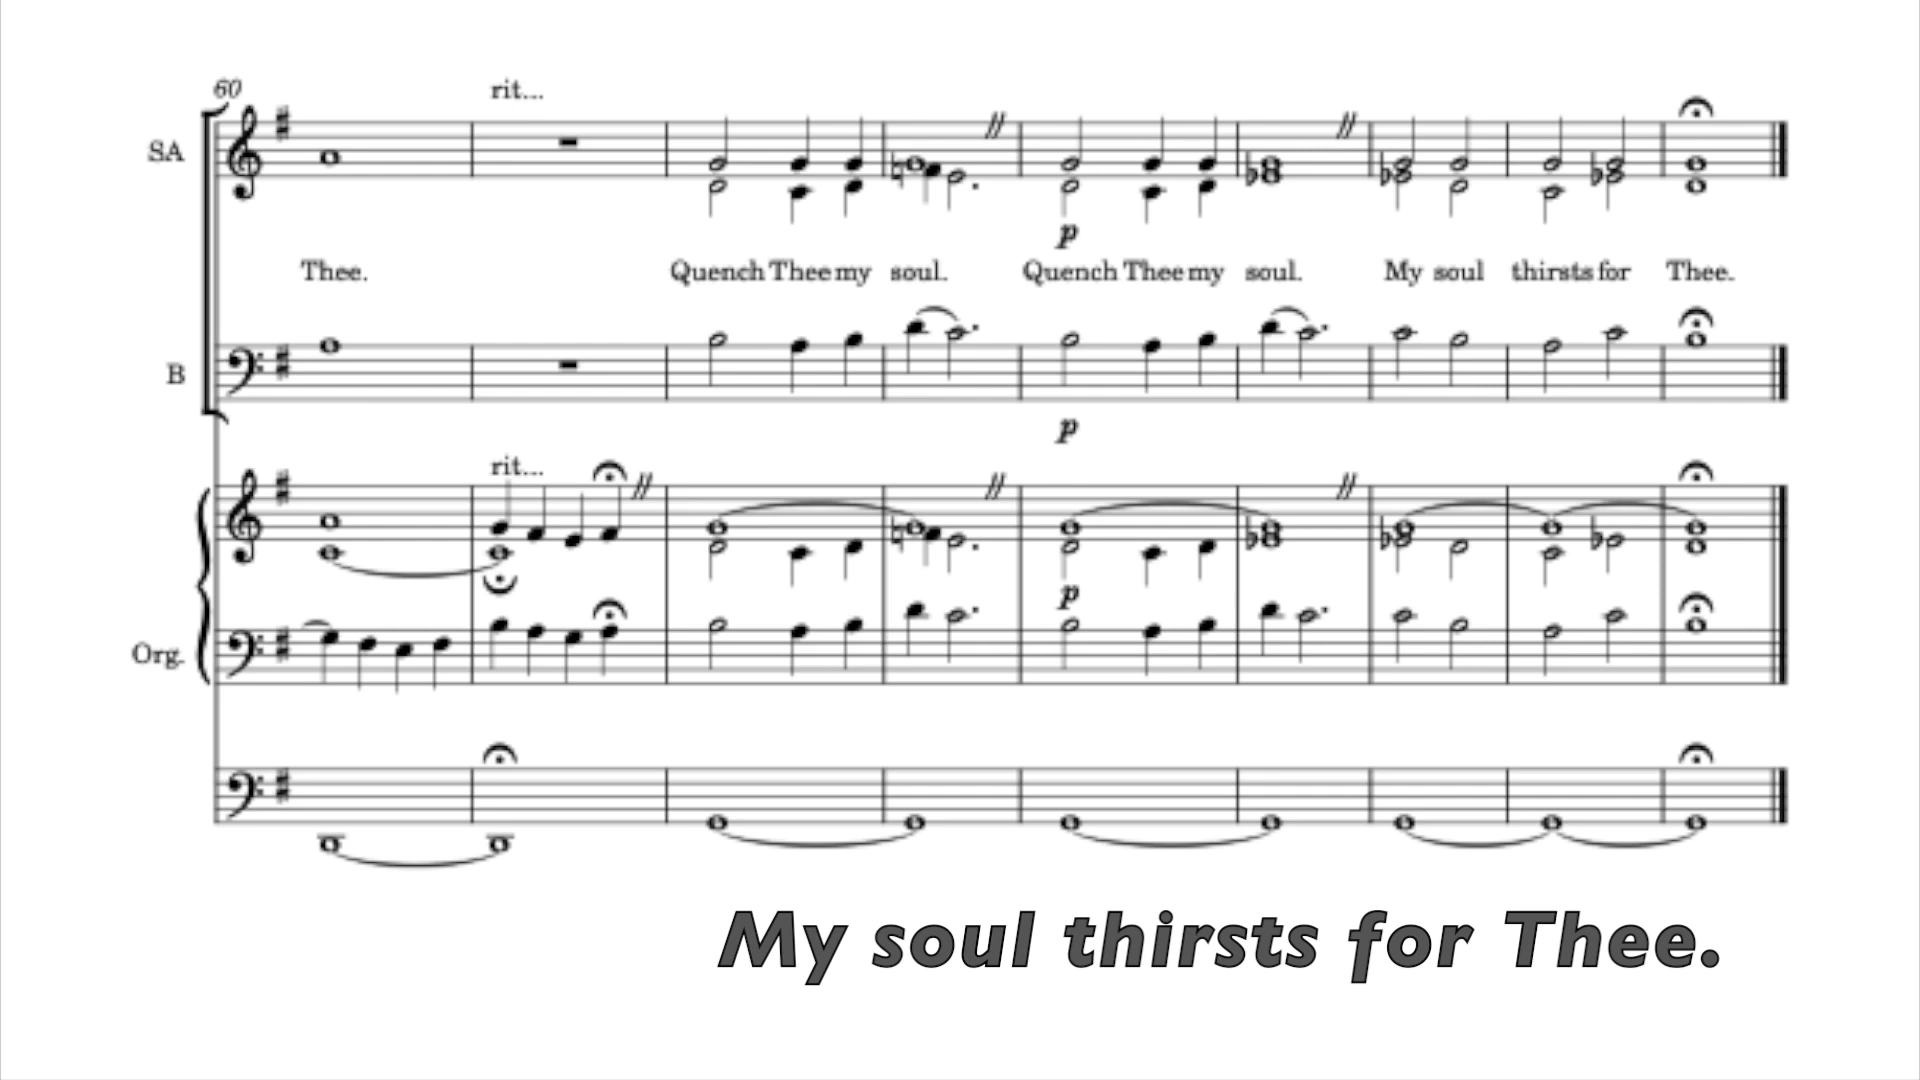 60
rit...
SA
Thee. Quench Thee my soul. Quench Thee my soul. My soul thirsts for Thee.
p
B
p
rit...
p
Org.
My soul thirsts for Thee.